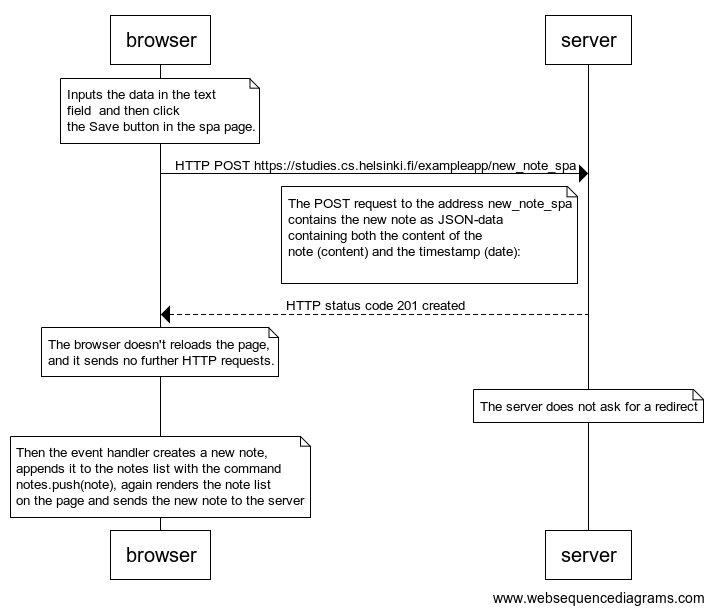 browser
server
Inputs the data in the text
field  and then click
the Save button in the spa page.
HTTP POST https://studies.cs.helsinki.fi/exampleapp/new_note_spa
The POST request to the address new_note_spa
contains the new note as JSON-data
containing both the content of the
note (content) and the timestamp (date):
HTTP status code 201 created
The browser doesn't reloads the page,
and it sends no further HTTP requests.
The server does not ask for a redirect
Then the event handler creates a new note,
appends it to the notes list with the command
notes.push(note), again renders the note list
on the page and sends the new note to the server
browser
server
www.websequencediagrams.com